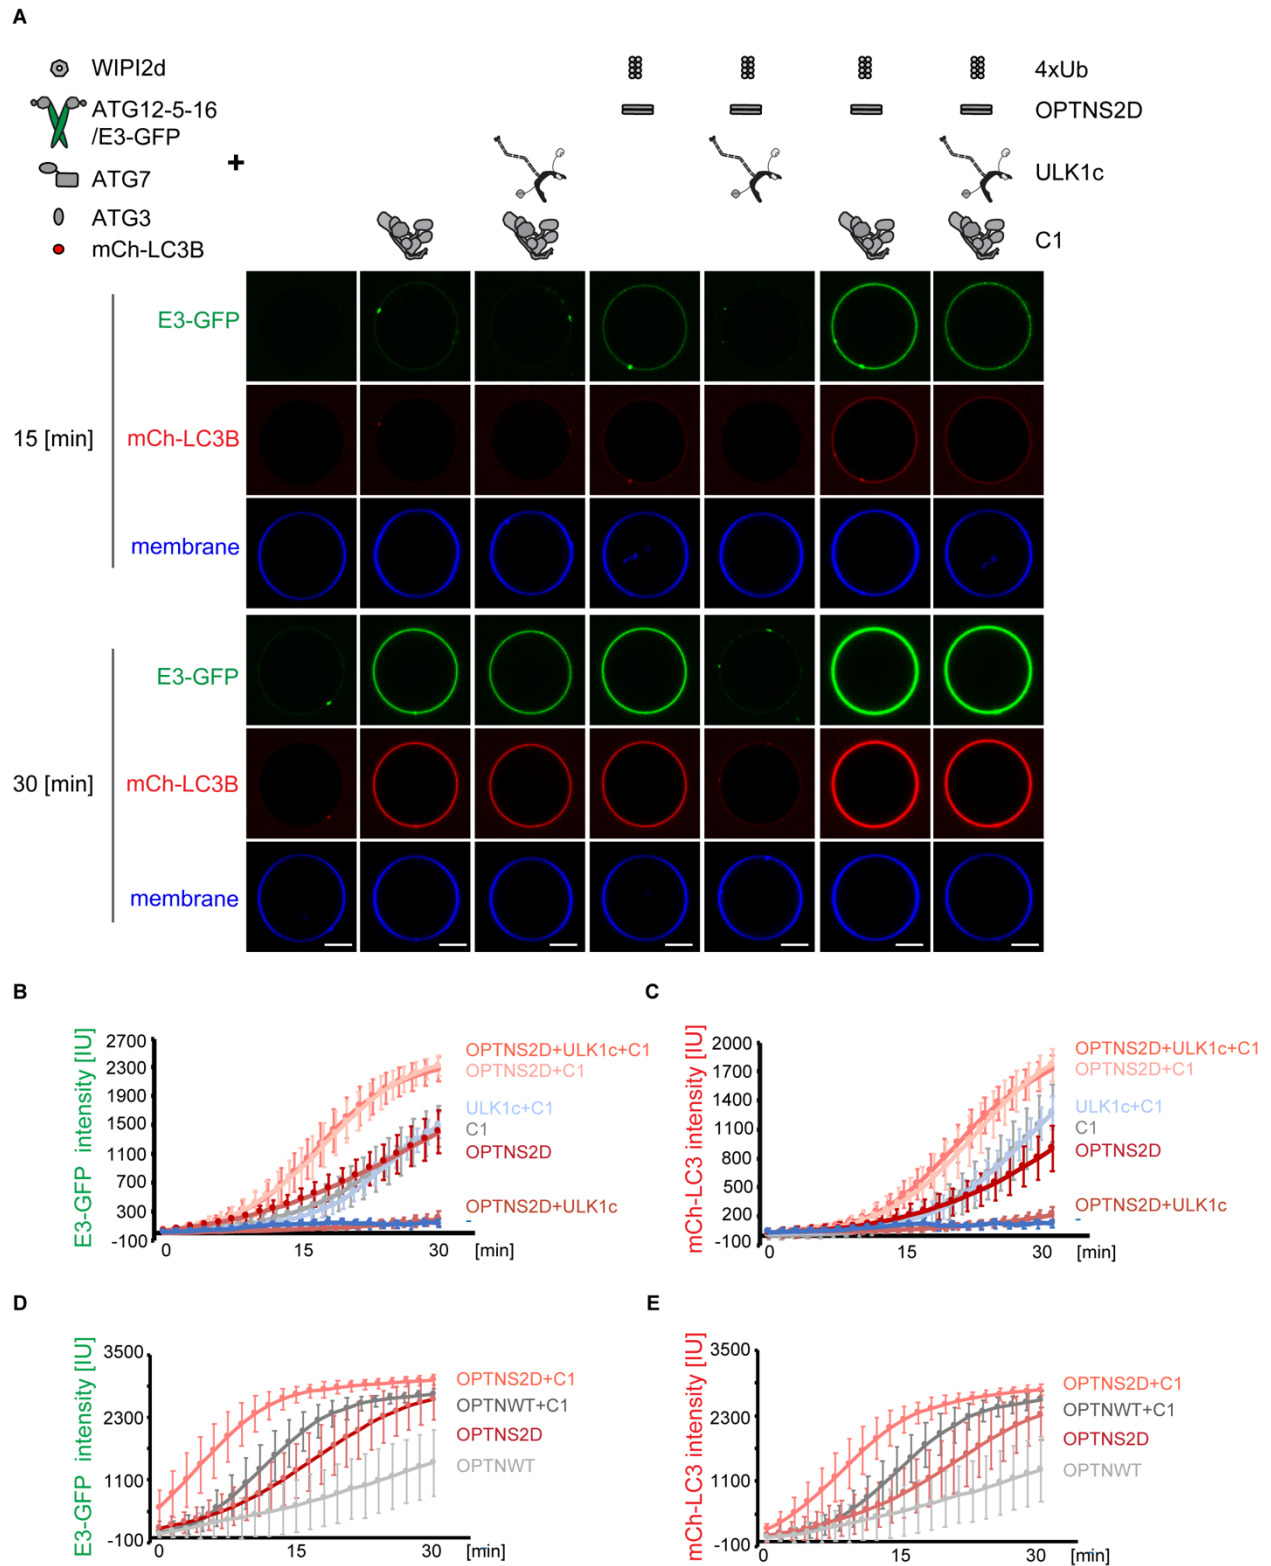 A
WIPI2d
ATG12-5-16
/E3-GFP
ATG7
ATG3
mCh-LC3B
+
4xUb
OPTNS2D
ULK1c
C1
15 [min]
E3-GFP
mCh-LC3B
membrane
30 [min]
E3-GFP
mCh-LC3B
membrane
B
E3-GFP intensity [IU]
2700
2300
1900
1500
1100
700
300
-100
0 15 30 [min]
OPTNS2D+ULK1c+C1
OPTNS2D+C1
ULK1c+C1
C1
OPTNS2D
OPTNS2D+ULK1c
-
C
mCh-LC3 intensity [IU]
2000
1700
1400
1100
800
500
200
-100
0 15 30 [min]
OPTNS2D+ULK1c+C1
OPTNS2D+C1
ULK1c+C1
C1
OPTNS2D
OPTNS2D+ULK1c
-
D
E3-GFP intensity [IU]
3500
2300
1100
-100
0 15 30 [min]
OPTNS2D+C1
OPTNWT+C1
OPTNS2D
OPTNWT
E
mCh-LC3 intensity [IU]
3500
2300
1100
-100
0 15 30 [min]
OPTNS2D+C1
OPTNWT+C1
OPTNS2D
OPTNWT